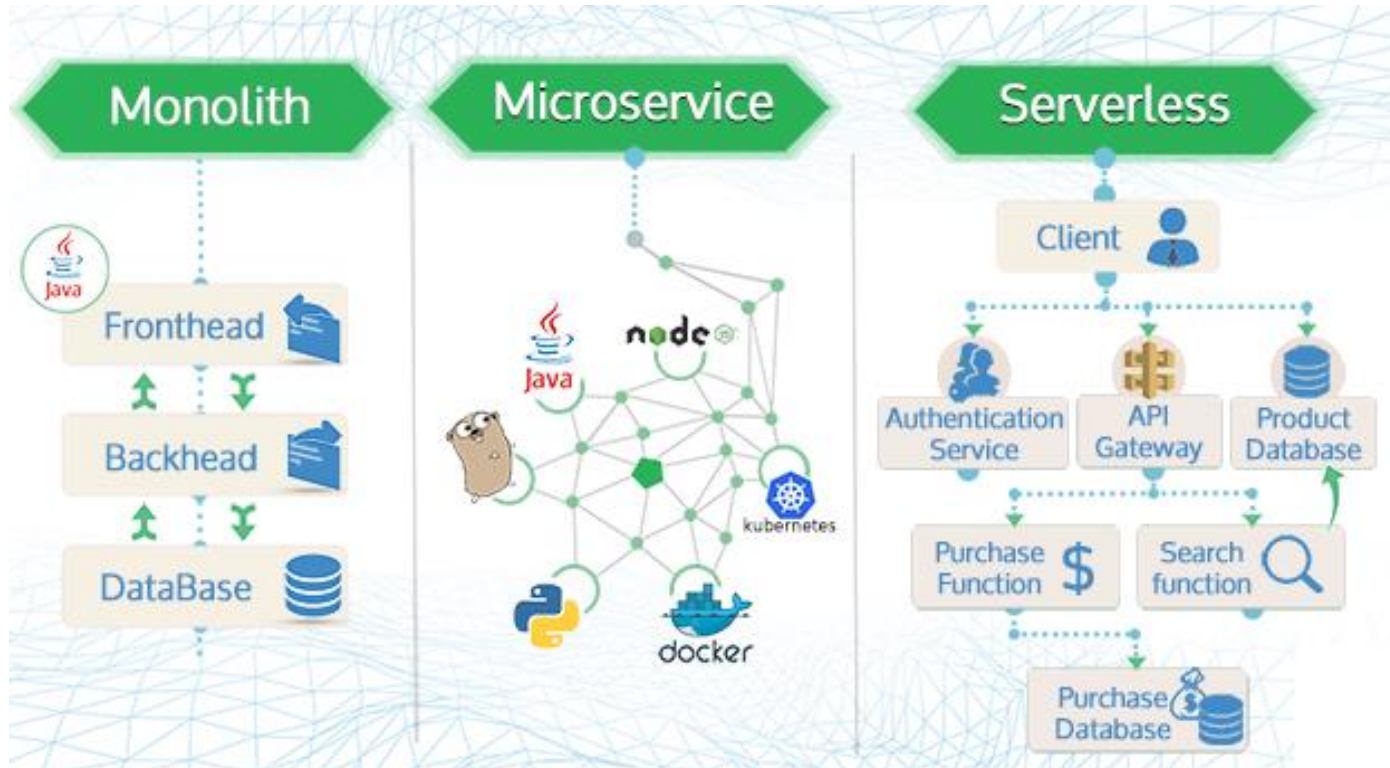 Monolith
Java
Fronthead
Backhead
DataBase
Microservice
node
JS
Java
kubernetes
docker
Serverless
Client
Authentication
Service
API
Gateway
Product
Database
Purchase
Function
$
Search
function
Purchase
Database
$